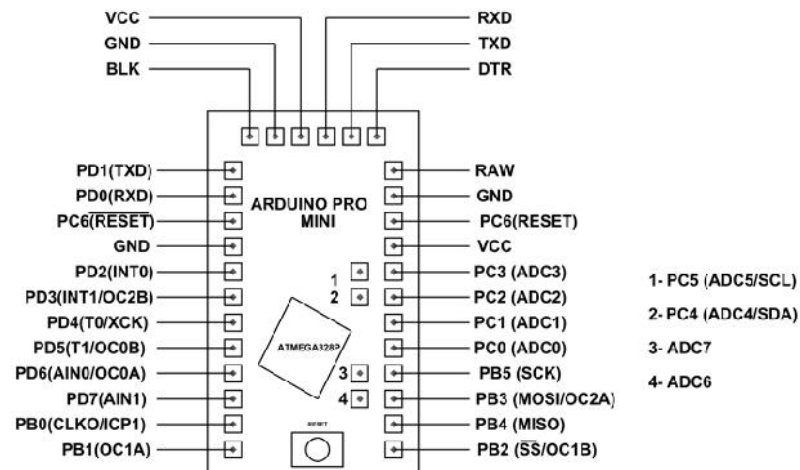 VCC
GND
BLK
RXD
TXD
DTR
PD1(TXD)
PD0(RXD)
PC6(RESET)
GND
PD2(INT0)
PD3(INT1/OC2B)
PD4(T0/XCK)
PD5(T1/OC0B)
PD6(AIN0/OC0A)
PD7(AIN1)
PB0(CLKO/ICP1)
PB1(OC1A)
ARDUINO PRO
MINI
1
2
ATMEGA328P
3
4
RESET
RAW
GND
PC6(RESET)
VCC
PC3 (ADC3)
PC2 (ADC2)
PC1 (ADC1)
PC0 (ADC0)
PB5 (SCK)
PB3 (MOSI/OC2A)
PB4 (MISO)
PB2 (SS/OC1B)
1- PC5 (ADC5/SCL)
2- PC4 (ADC4/SDA)
3- ADC7
4- ADC6